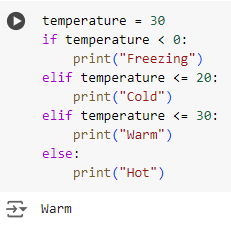 temperature = 30
if temperature < 0:
    print("Freezing")
elif temperature <= 20:
    print("Cold")
elif temperature <= 30:
    print("Warm")
else:
    print("Hot")
Warm